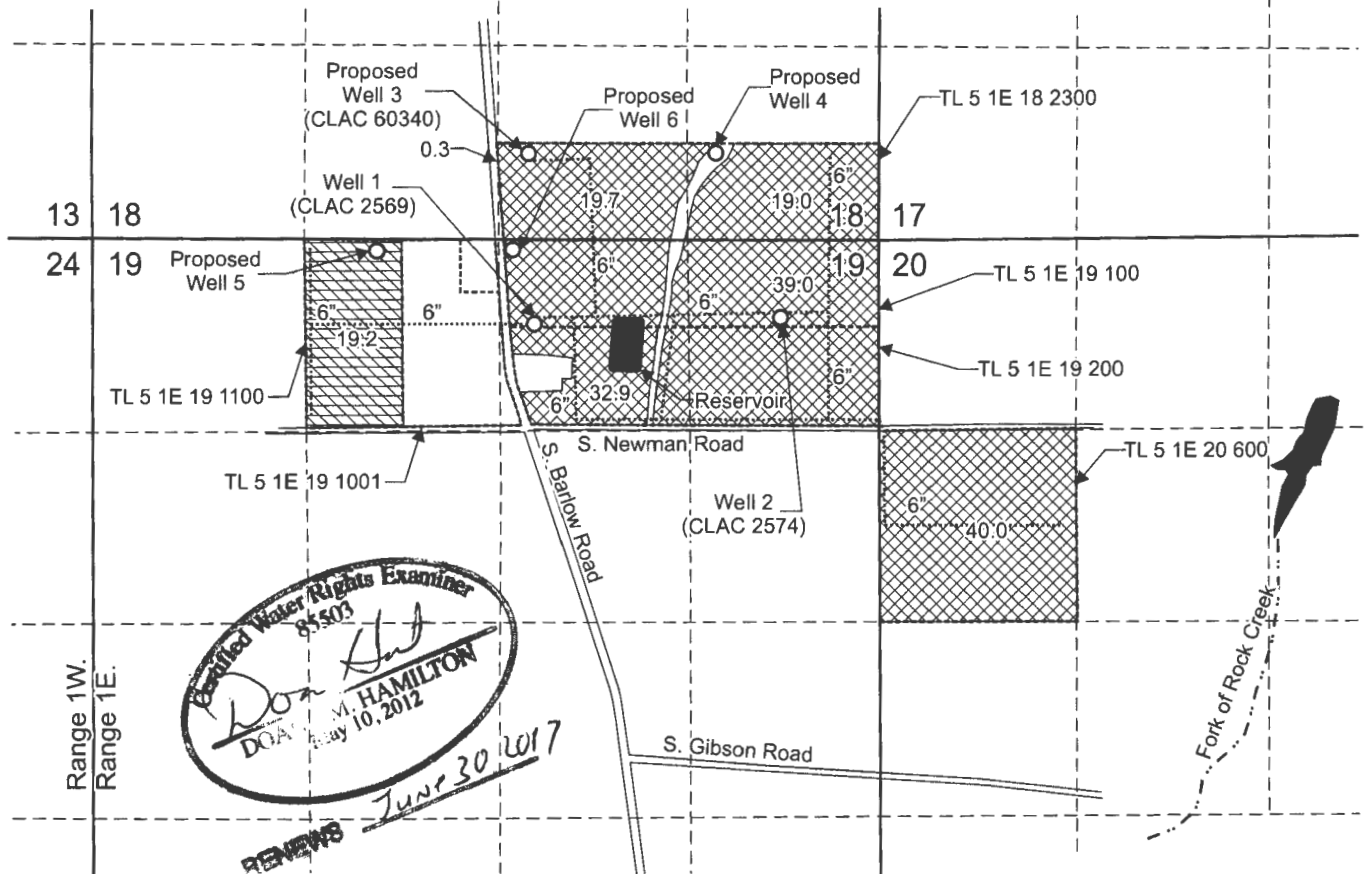 Proposed
Well 3
(CLAC 60340)
Proposed
Well 6
Proposed
Well 4
TL 5 1E 18 2300
0.3
Well 1
(CLAC 2569)
19.7
19.0
6"
13 18
18 17
24 19
19 20
Proposed
Well 5
6"
39.0
TL 5 1E 19 100
6"
6"
6"
19.2
TL 5 1E 19 200
6"
TL 5 1E 19 1100
32.9
6"
Reservoir
S. Newman Road
TL 5 1E 19 1001
TL 5 1E 20 600
S. Barlow Road
Well 2
(CLAC 2574)
6"
40.0
Certified Water Rights Examiner
85503
M. HAMILTON
May 10, 2012
RENEWS June 30 2017
Range 1W.
Range 1E.
S. Gibson Road
Fork of Rock Creek